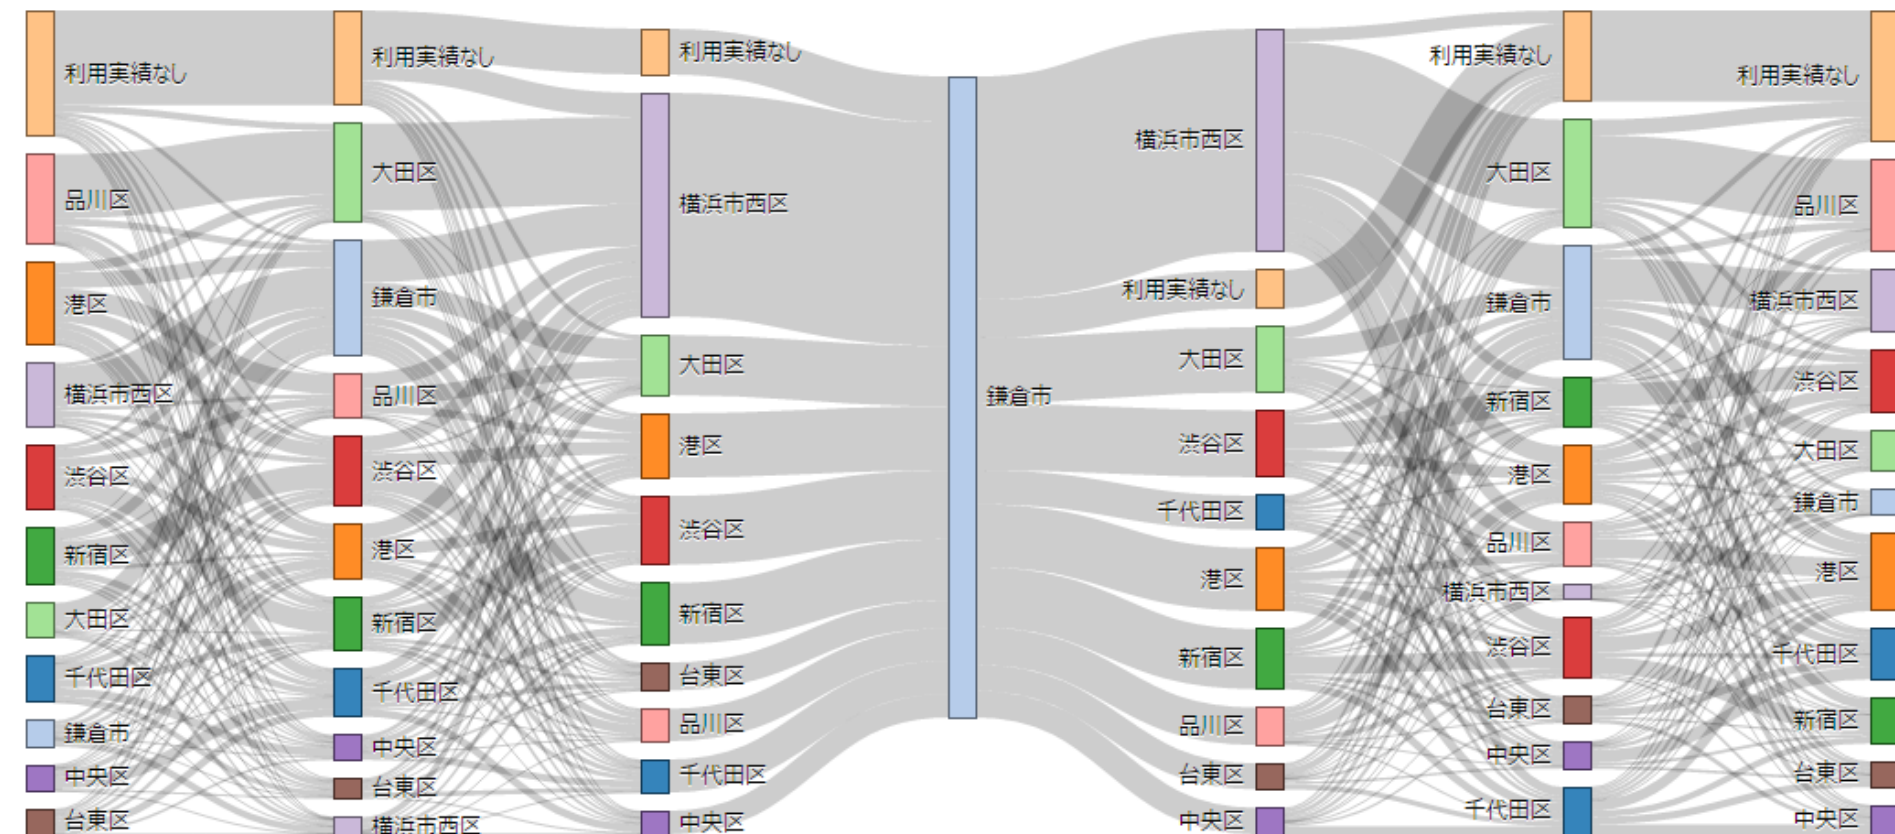 利用実績なし
品川区
港区
横浜市西区
渋谷区
新宿区
大田区
千代田区
鎌倉市
中央区
台東区
利用実績なし
大田区
鎌倉市
品川区
渋谷区
港区
新宿区
千代田区
中央区
台東区
横浜市西区
利用実績なし
横浜市西区
大田区
港区
渋谷区
新宿区
台東区
品川区
千代田区
中央区
鎌倉市
横浜市西区
利用実績なし
大田区
渋谷区
千代田区
港区
新宿区
品川区
台東区
中央区
利用実績なし
大田区
鎌倉市
新宿区
港区
品川区
横浜市西区
渋谷区
台東区
中央区
千代田区
利用実績なし
品川区
横浜市西区
渋谷区
大田区
鎌倉市
港区
千代田区
新宿区
台東区
中央区